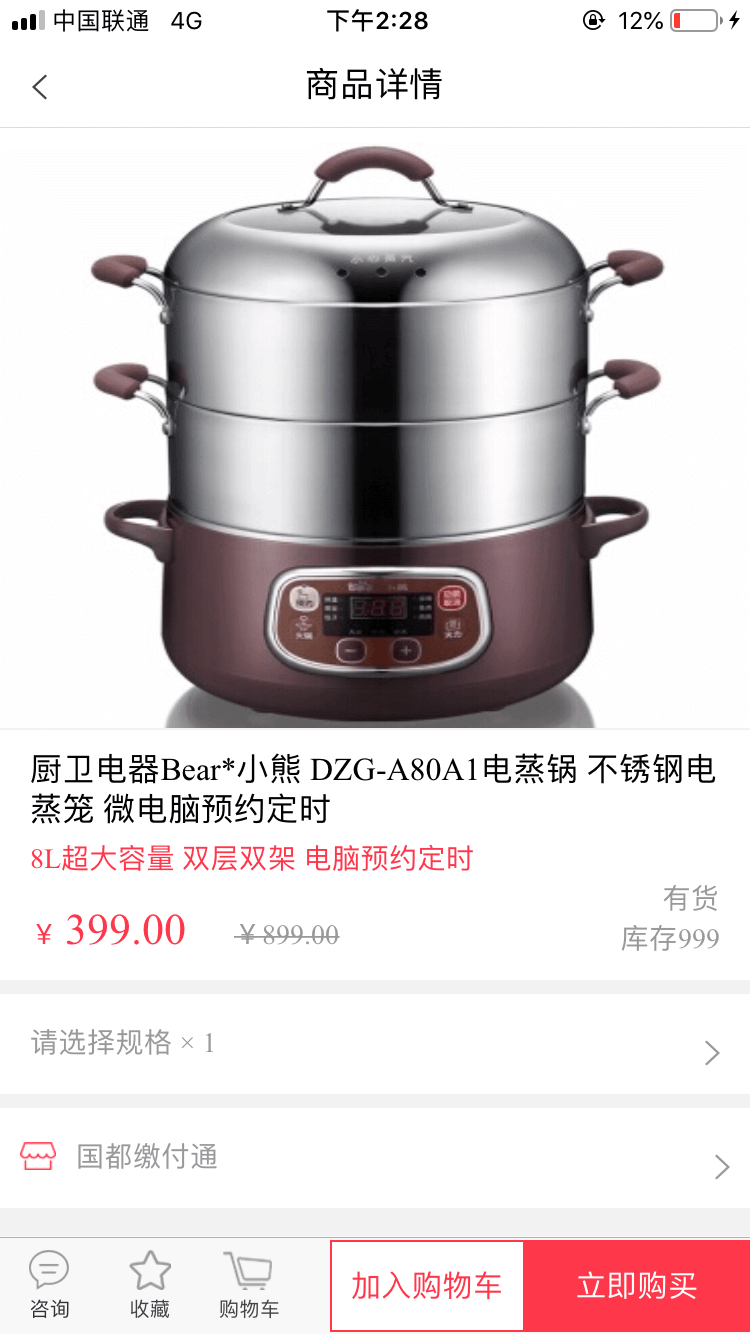 中国联通 4G 下午2:28 12%
商品详情
小心蒸汽
厨卫电器Bear*小熊 DZG-A80A1电蒸锅 不锈钢电
蒸笼 微电脑预约定时
8L超大容量 双层双架 电脑预约定时
有货
¥ 399.00 ¥ 899.00
库存999
请选择规格 × 1
国都缴付通
咨询 收藏 购物车 加入购物车 立即购买